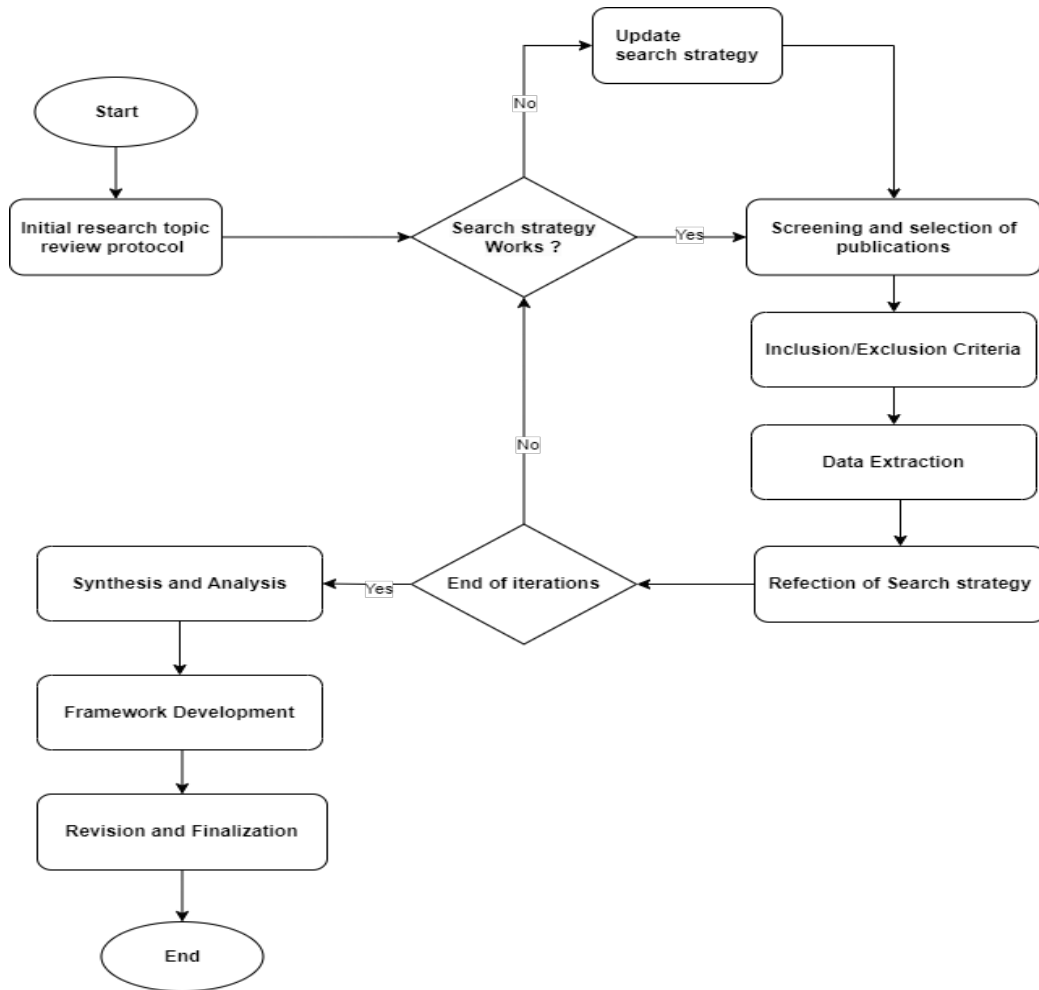 Update
search strategy
Start
No
Initial research topic
review protocol
Search strategy
Works ?
Yes
Screening and selection of
publications
Inclusion/Exclusion Criteria
No
Data Extraction
Synthesis and Analysis
Yes
End of iterations
Refection of Search strategy
Framework Development
Revision and Finalization
End